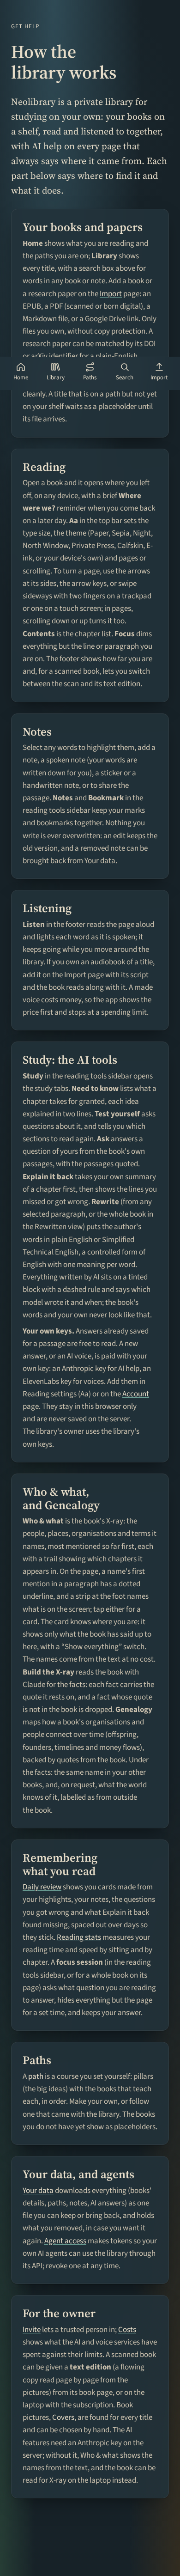 GET HELP
How the
library works
Neolibrary is a private library for
studying on your own: drop your books on
a shelf, read and listened to together,
with AI help on every page that
always says where it came from. Each
part below says where to find it and
what it does.
Your books and papers
Home shows what you are reading and
the paths you are on; Library shows
every title, with a search box above for
words in any book or note. Add a book or
a research paper on the Import page: an
EPUB, a PDF (scanned or born digital), a
Markdown file, or a Google Drive link. Only
files you own, without copy protection. A
research paper can be matched by its DOI
or arXiv identifier for a plain-English
Home
Library
Paths
Search
Import
cleanly. A title that is on a path but not yet
on your shelf waits as a placeholder until
its file arrives.
Reading
Open a book and it opens where you left
off, on any device, with a brief Where
were we? reminder when you come back
on a later day. Aa in the top bar sets the
type size, the theme (Paper, Sepia, Night,
North Window, Private Press, Calfskin, E-
ink, or your device's own) and pages or
scrolling. To turn a page, use the arrows
at its sides, the arrow keys, or swipe
sideways with two fingers on a trackpad
or one on a touch screen; in pages,
scrolling down or up turns it too.
Contents is the chapter list. Focus dims
everything but the line or paragraph you
are on. The footer shows how far you are
and, for a scanned book, lets you switch
between the scan and its text edition.
Notes
Select any words to highlight them, add a
note, a spoken note (your words are
written down for you), a sticker or a
handwritten note, or to share the
passage. Notes and Bookmark in the
reading tools sidebar keep your marks
and bookmarks together. Nothing you
write is ever overwritten: an edit keeps the
old version, and a removed note can be
brought back from Your data.
Listening
Listen in the footer reads the page aloud
and lights each word as it is spoken; it
keeps going while you move around the
library. If you own an audiobook of a title,
add it on the Import page with its script
and the book reads along with it. A made
voice costs money, so the app shows the
price first and stops at a spending limit.
Study: the AI tools
Study in the reading tools sidebar opens
the study tabs. Need to know lists what a
chapter takes for granted, each idea
explained in two lines. Test yourself asks
questions about it, and tells you which
sections to read again. Ask answers a
question of yours from the book's own
passages, with the passages quoted.
Explain it back takes your own summary
of a chapter first, then shows the lines you
missed or got wrong. Rewrite (from any
selected paragraph, or the whole book in
the Rewritten view) puts the author's
words in plain English or Simplified
Technical English, a controlled form of
English with one meaning per word.
Everything written by AI sits on a tinted
block with a dashed rule and says which
model wrote it and when; the book's
words and your own never look like that.
Your own keys. Answers already saved
for a passage are free to read. A new
answer, or an AI voice, is paid with your
own key: an Anthropic key for AI help, an
ElevenLabs key for voices. Add them in
Reading settings (Aa) or on the Account
page. They stay in this browser only
and are never saved on the server.
The library's owner uses the library's
own keys.
Who & what,
and Genealogy
Who & what is the book's X-ray: the
people, places, organisations and terms it
names, most mentioned so far first, each
with a trail showing which chapters it
appears in. On the page, a name's first
mention in a paragraph has a dotted
underline, and a strip at the foot names
what is on the screen; tap either for a
card. The card knows where you are: it
shows only what the book has said up to
here, with a "Show everything" switch.
The names come from the text at no cost.
Build the X-ray reads the book with
Claude for the facts: each fact carries the
quote it rests on, and a fact whose quote
is not in the book is dropped. Genealogy
maps how a book's organisations and
people connect over time (offspring,
founders, timelines and money flows),
backed by quotes from the book. Under
the facts: the same name in your other
books, and, on request, what the world
knows of it, labelled as from outside
the book.
Remembering
what you read
Daily review shows you cards made from
your highlights, your notes, the questions
you got wrong and what Explain it back
found missing, spaced out over days so
they stick. Reading stats measures your
reading time and speed by sitting and by
chapter. A focus session (in the reading
tools sidebar, or for a whole book on its
page) asks what question you are reading
to answer, hides everything but the page
for a set time, and keeps your answer.
Paths
A path is a course you set yourself: pillars
(the big ideas) with the books that teach
each, in order. Make your own, or follow
one that came with the library. The books
you do not have yet show as placeholders.
Your data, and agents
Your data downloads everything (books'
details, paths, notes, AI answers) as one
file you can keep or bring back, and holds
what you removed, in case you want it
again. Agent access makes tokens so your
own AI agents can use the library through
its API; revoke one at any time.
For the owner
Invite lets a trusted person in; Costs
shows what the AI and voice services have
spent against their limits. A scanned book
can be given a text edition (a flowing
copy read page by page from the
pictures) from its book page, or on the
laptop with the subscription. Book
pictures, Covers, are found for every title
and can be chosen by hand. The AI
features need an Anthropic key on the
server; without it, Who & what shows the
names from the text, and the book can be
read for X-ray on the laptop instead.